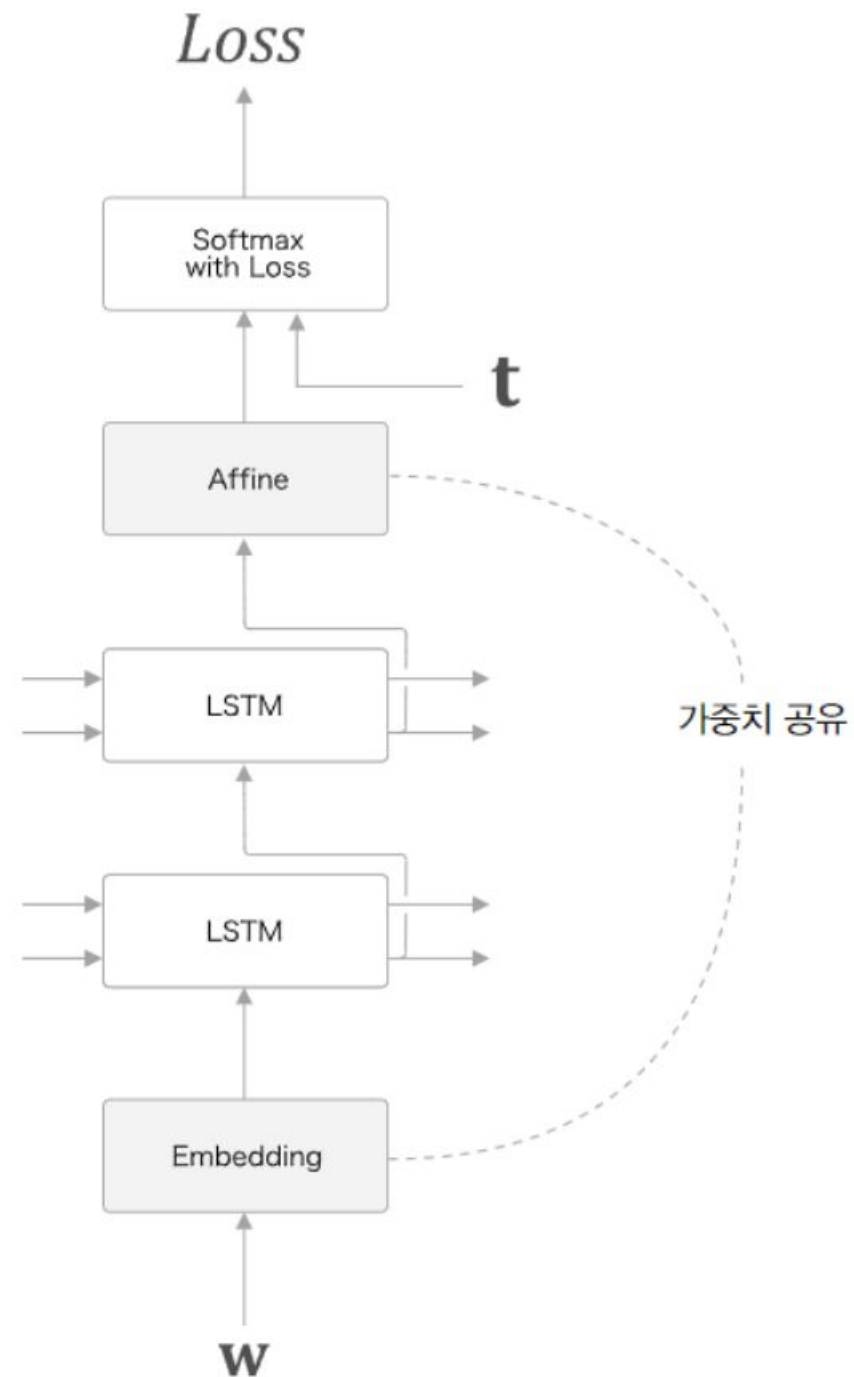 Loss
Softmax
with Loss
t
Affine
LSTM
가중치 공유
LSTM
Embedding
w